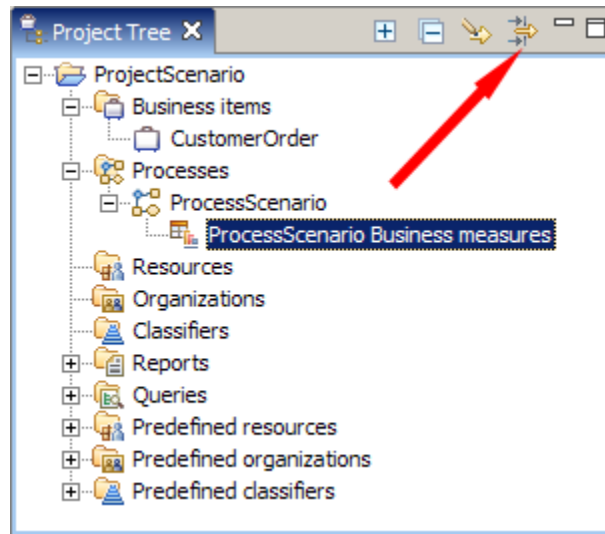 Project Tree
ProjectScenario
Business items
CustomerOrder
Processes
ProcessScenario
ProcessScenario Business measures
Resources
Organizations
Classifiers
Reports
Queries
Predefined resources
Predefined organizations
Predefined classifiers